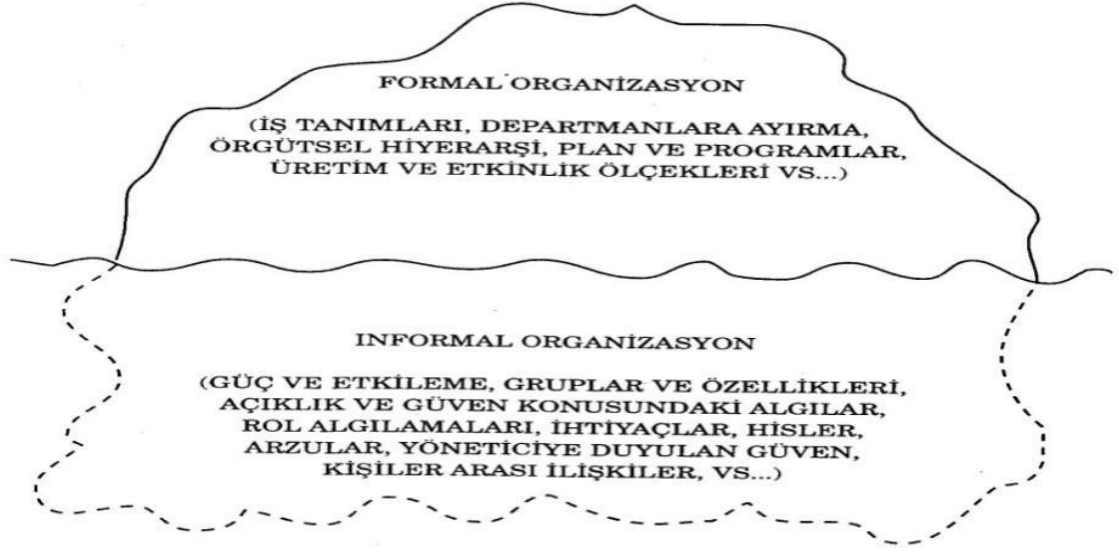 FORMAL ORGANİZASYON
(İŞ TANIMLARI, DEPARTMANLARA AYIRMA,
ÖRGÜTSEL HİYERARŞİ, PLAN VE PROGRAMLAR,
ÜRETİM VE ETKİNLİK ÖLÇEKLERİ VS...)
INFORMAL ORGANİZASYON
(GÜÇ VE ETKİLEME, GRUPLAR VE ÖZELLİKLERİ,
AÇIKLIK VE GÜVEN KONUSUNDAKİ ALGILAR,
ROL ALGILAMALARI, İHTİYAÇLAR, HİSLER,
ARZULAR, YÖNETİCİYE DUYULAN GÜVEN,
KİŞİLER ARASI İLİŞKİLER, VS...)